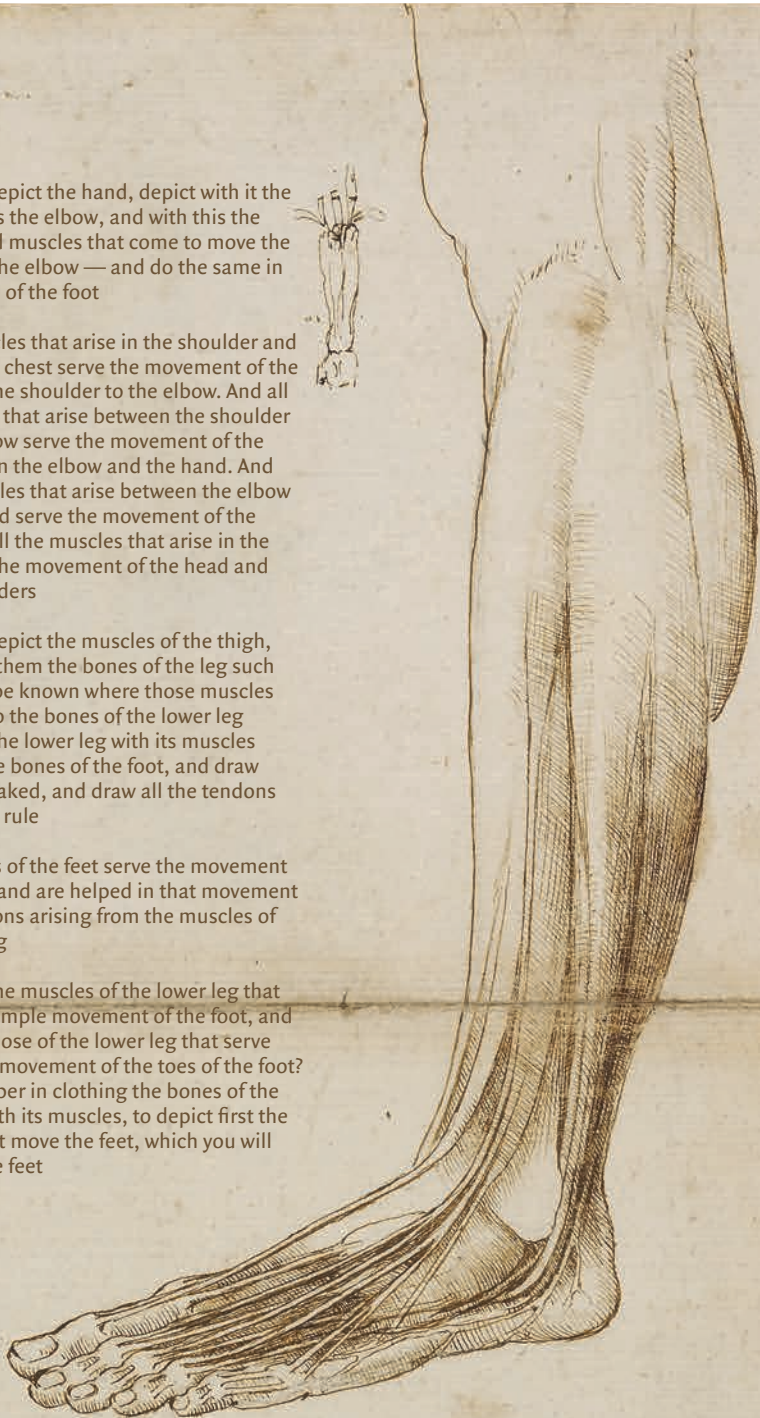 epict the hand, depict with it the
s the elbow, and with this the
l muscles that come to move the
he elbow — and do the same in
of the foot
les that arise in the shoulder and
chest serve the movement of the
he shoulder to the elbow. And all
that arise between the shoulder
ow serve the movement of the
n the elbow and the hand. And
les that arise between the elbow
d serve the movement of the
ll the muscles that arise in the
he movement of the head and
ders
epict the muscles of the thigh,
them the bones of the leg such
be known where those muscles
o the bones of the lower leg
he lower leg with its muscles
e bones of the foot, and draw
aked, and draw all the tendons
rule
s of the feet serve the movement
and are helped in that movement
ons arising from the muscles of
g
he muscles of the lower leg that
mple movement of the foot, and
ose of the lower leg that serve
movement of the toes of the foot?
per in clothing the bones of the
th its muscles, to depict first the
t move the feet, which you will
e feet